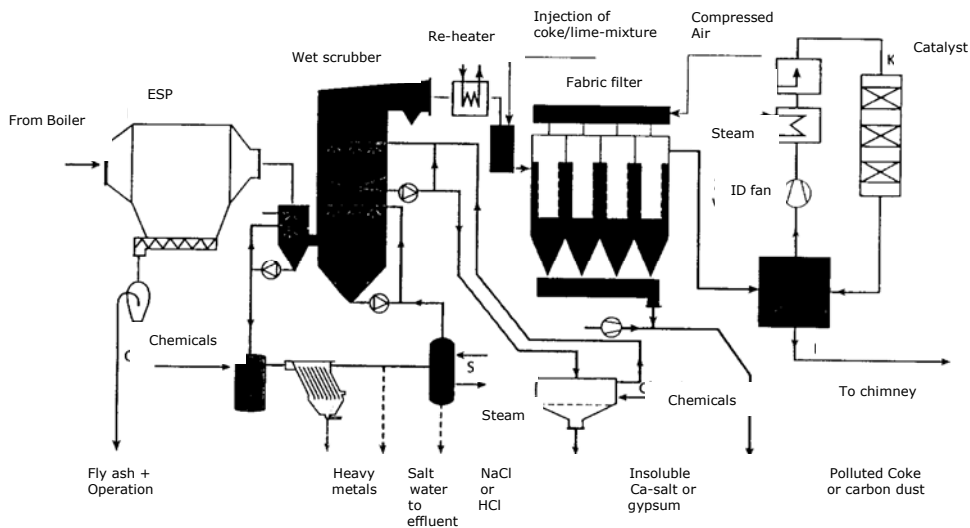 Injection of
coke/lime-mixture
Compressed
Air
Re-heater
K
Catalyst
Wet scrubber
Fabric filter
ESP
From Boiler
Steam
ID fan
Chemicals
S
I
To chimney
Steam
Chemicals
Fly ash +
Operation
Heavy
metals
Salt
water
to
effluent
NaCl
or
HCl
Insoluble
Ca-salt or
gypsum
Polluted Coke
or carbon dust